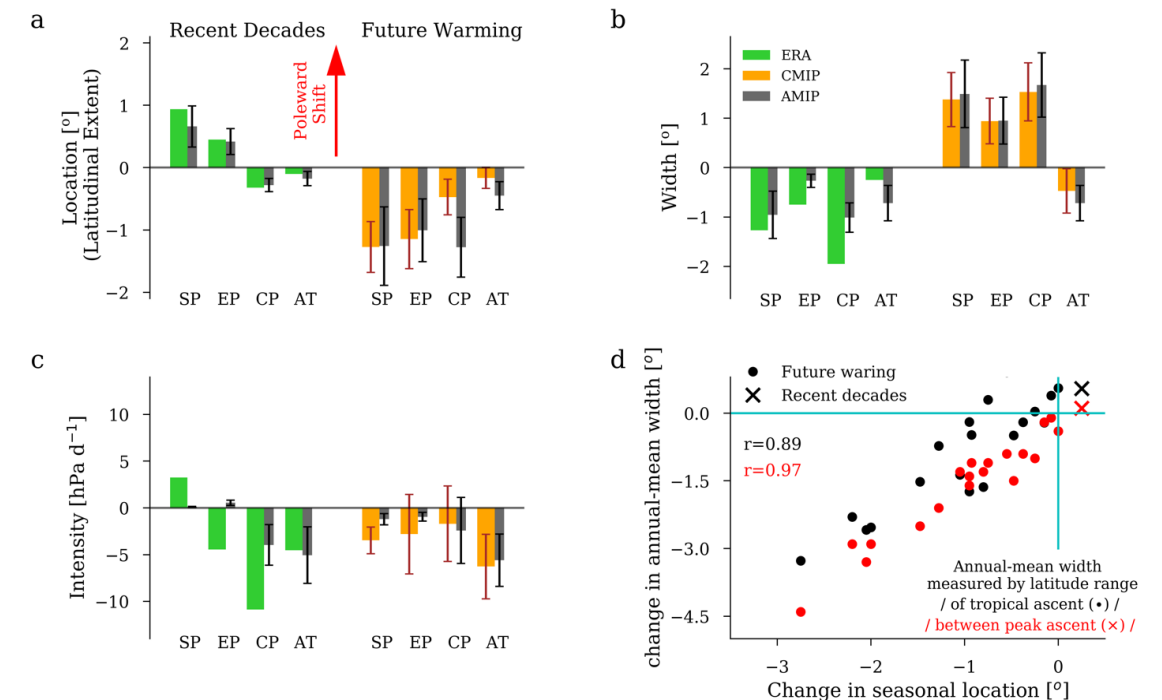 a
Recent Decades
Future Warming
Poleward
Shift
Location [°]
(Latitudinal Extent)
2
1
0
−1
−2
SP EP CP AT
SP EP CP AT
b
ERA
CMIP
AMIP
Width [°]
2
1
0
−1
−2
SP EP CP AT
SP EP CP AT
c
Intensity [hPa d⁻¹]
10
5
0
−5
−10
SP EP CP AT
SP EP CP AT
d
Future waring
Recent decades
change in annual-mean width [°]
0.0
−1.5
−3.0
−4.5
r=0.89
r=0.97
Annual-mean width
measured by latitude range
/ of tropical ascent (•) /
/ between peak ascent (×) /
−3 −2 −1 0
Change in seasonal location [°]